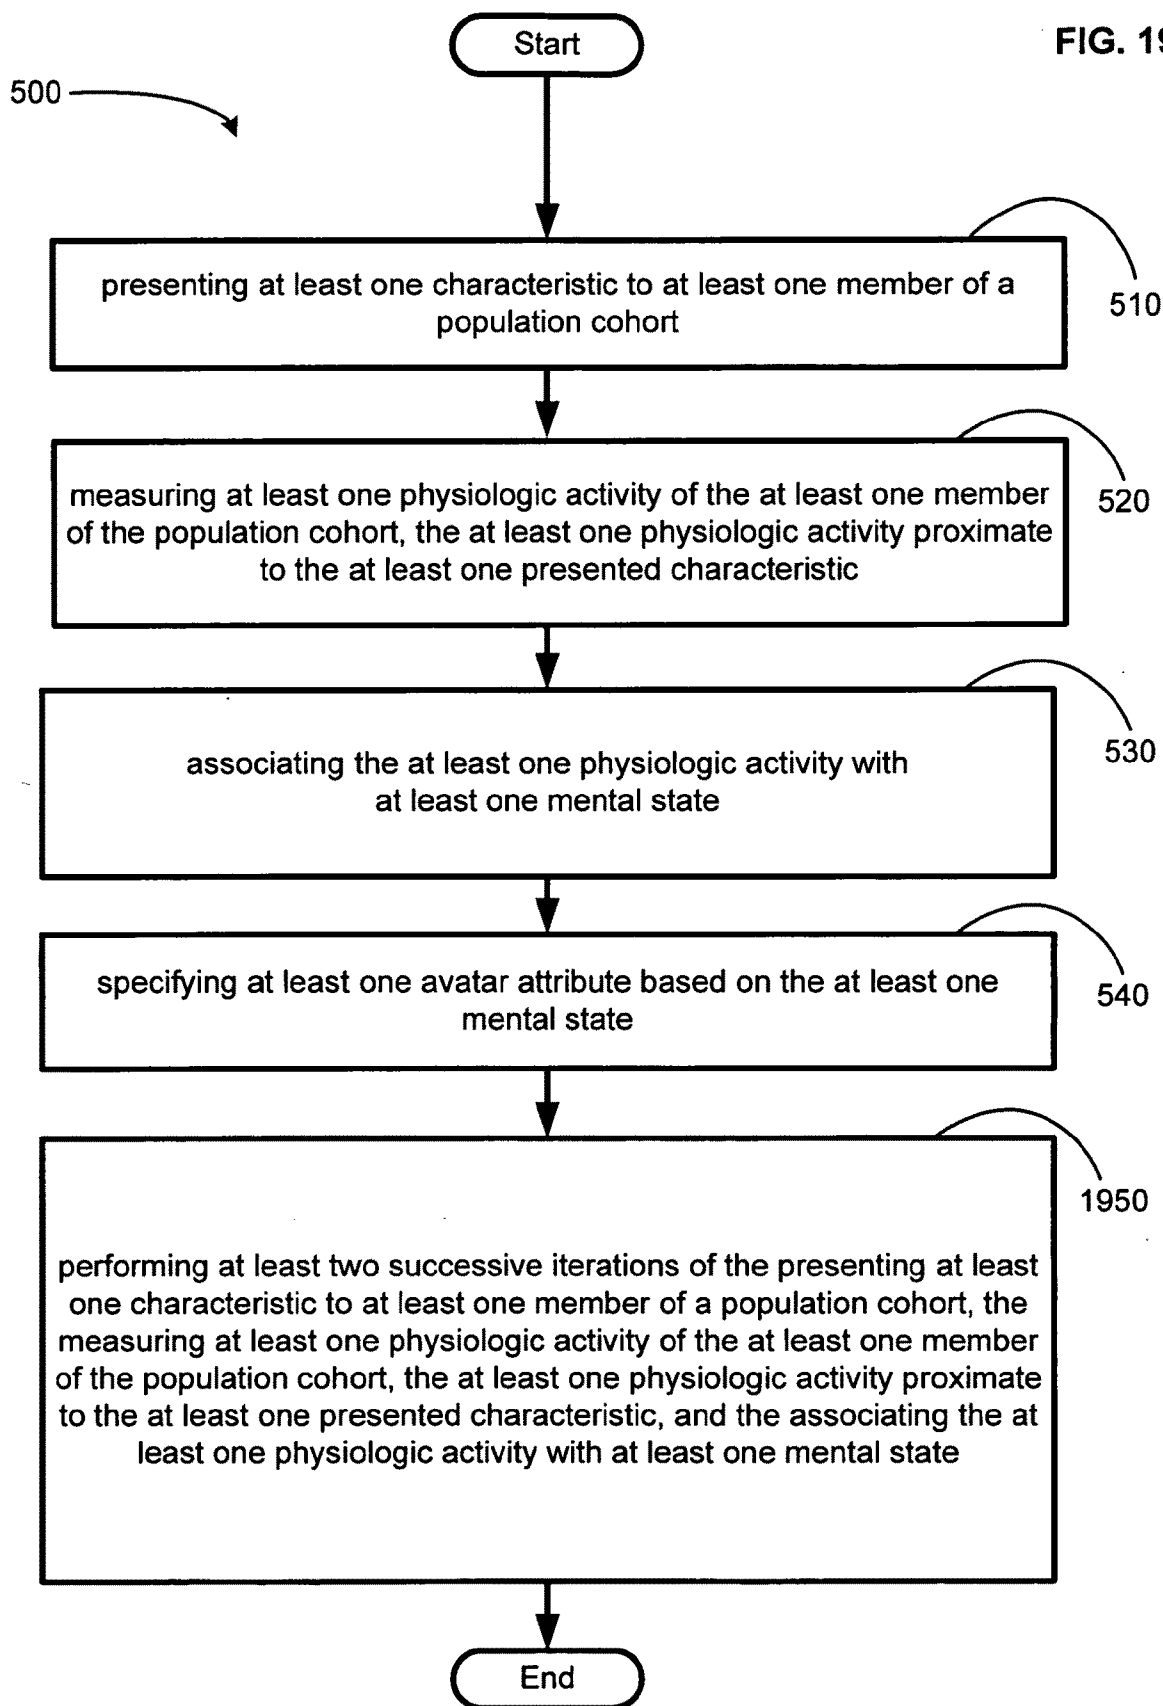 Start
FIG. 19
500
presenting at least one characteristic to at least one member of a
population cohort
510
measuring at least one physiologic activity of the at least one member
of the population cohort, the at least one physiologic activity proximate
to the at least one presented characteristic
520
associating the at least one physiologic activity with
at least one mental state
530
specifying at least one avatar attribute based on the at least one
mental state
540
1950
performing at least two successive iterations of the presenting at least
one characteristic to at least one member of a population cohort, the
measuring at least one physiologic activity of the at least one member
of the population cohort, the at least one physiologic activity proximate
to the at least one presented characteristic, and the associating the at
least one physiologic activity with at least one mental state
End